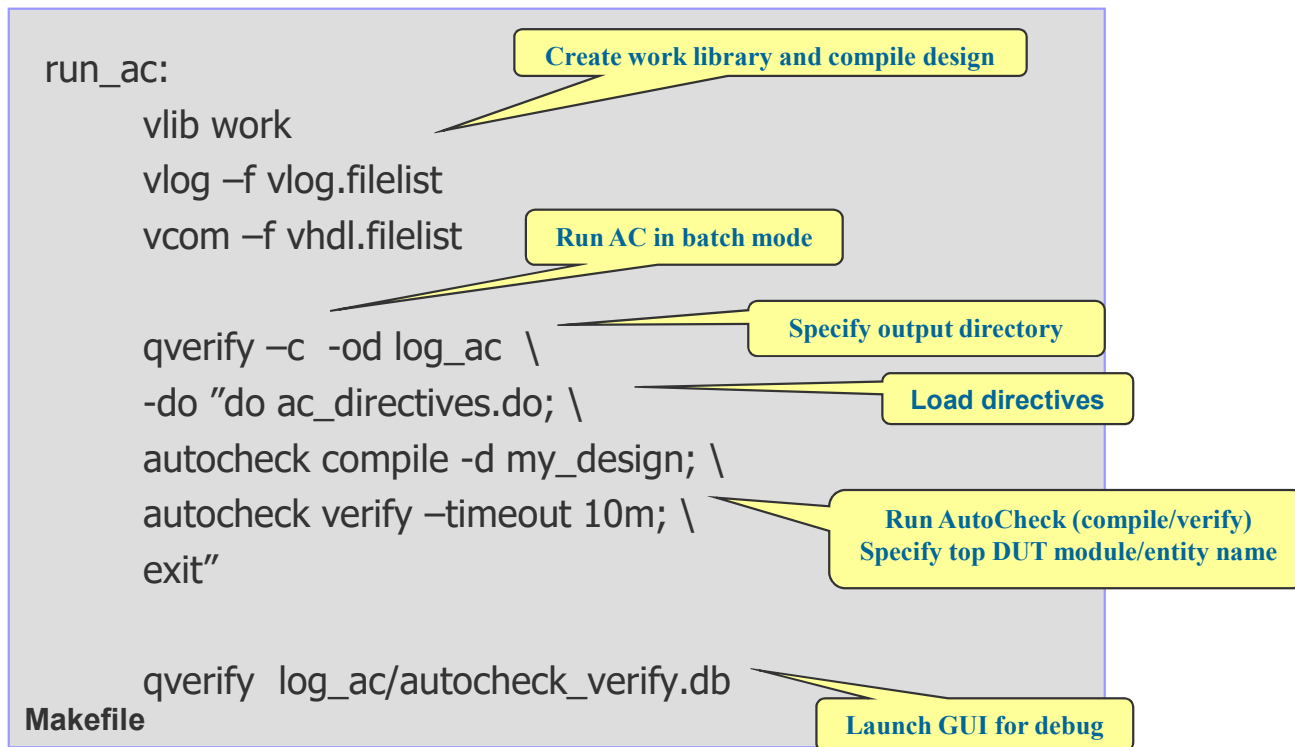 Create work library and compile design
run_ac:
vlib work
vlog –f vlog.filelist
vcom –f vhdl.filelist
Run AC in batch mode
Specify output directory
qverify –c -od log_ac \
-do ”do ac_directives.do; \
Load directives
autocheck compile -d my_design; \
autocheck verify –timeout 10m; \
Run AutoCheck (compile/verify)
Specify top DUT module/entity name
exit”
qverify log_ac/autocheck_verify.db
Makefile
Launch GUI for debug